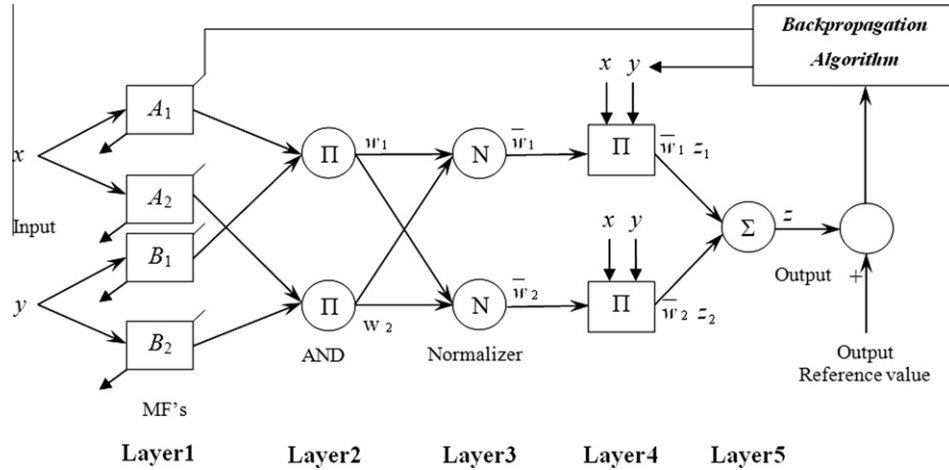 Backpropagation
Algorithm
x y
A₁
x
Π
w₁
N
w̅₁
Π
w̅₁ z₁
A₂
Input
x y
B₁
Σ
z
Output
+
y
Π
w₂
N
w̅₂
Π
w̅₂ z₂
B₂
AND
Normalizer
Output
Reference value
MF's
Layer1 Layer2 Layer3 Layer4 Layer5